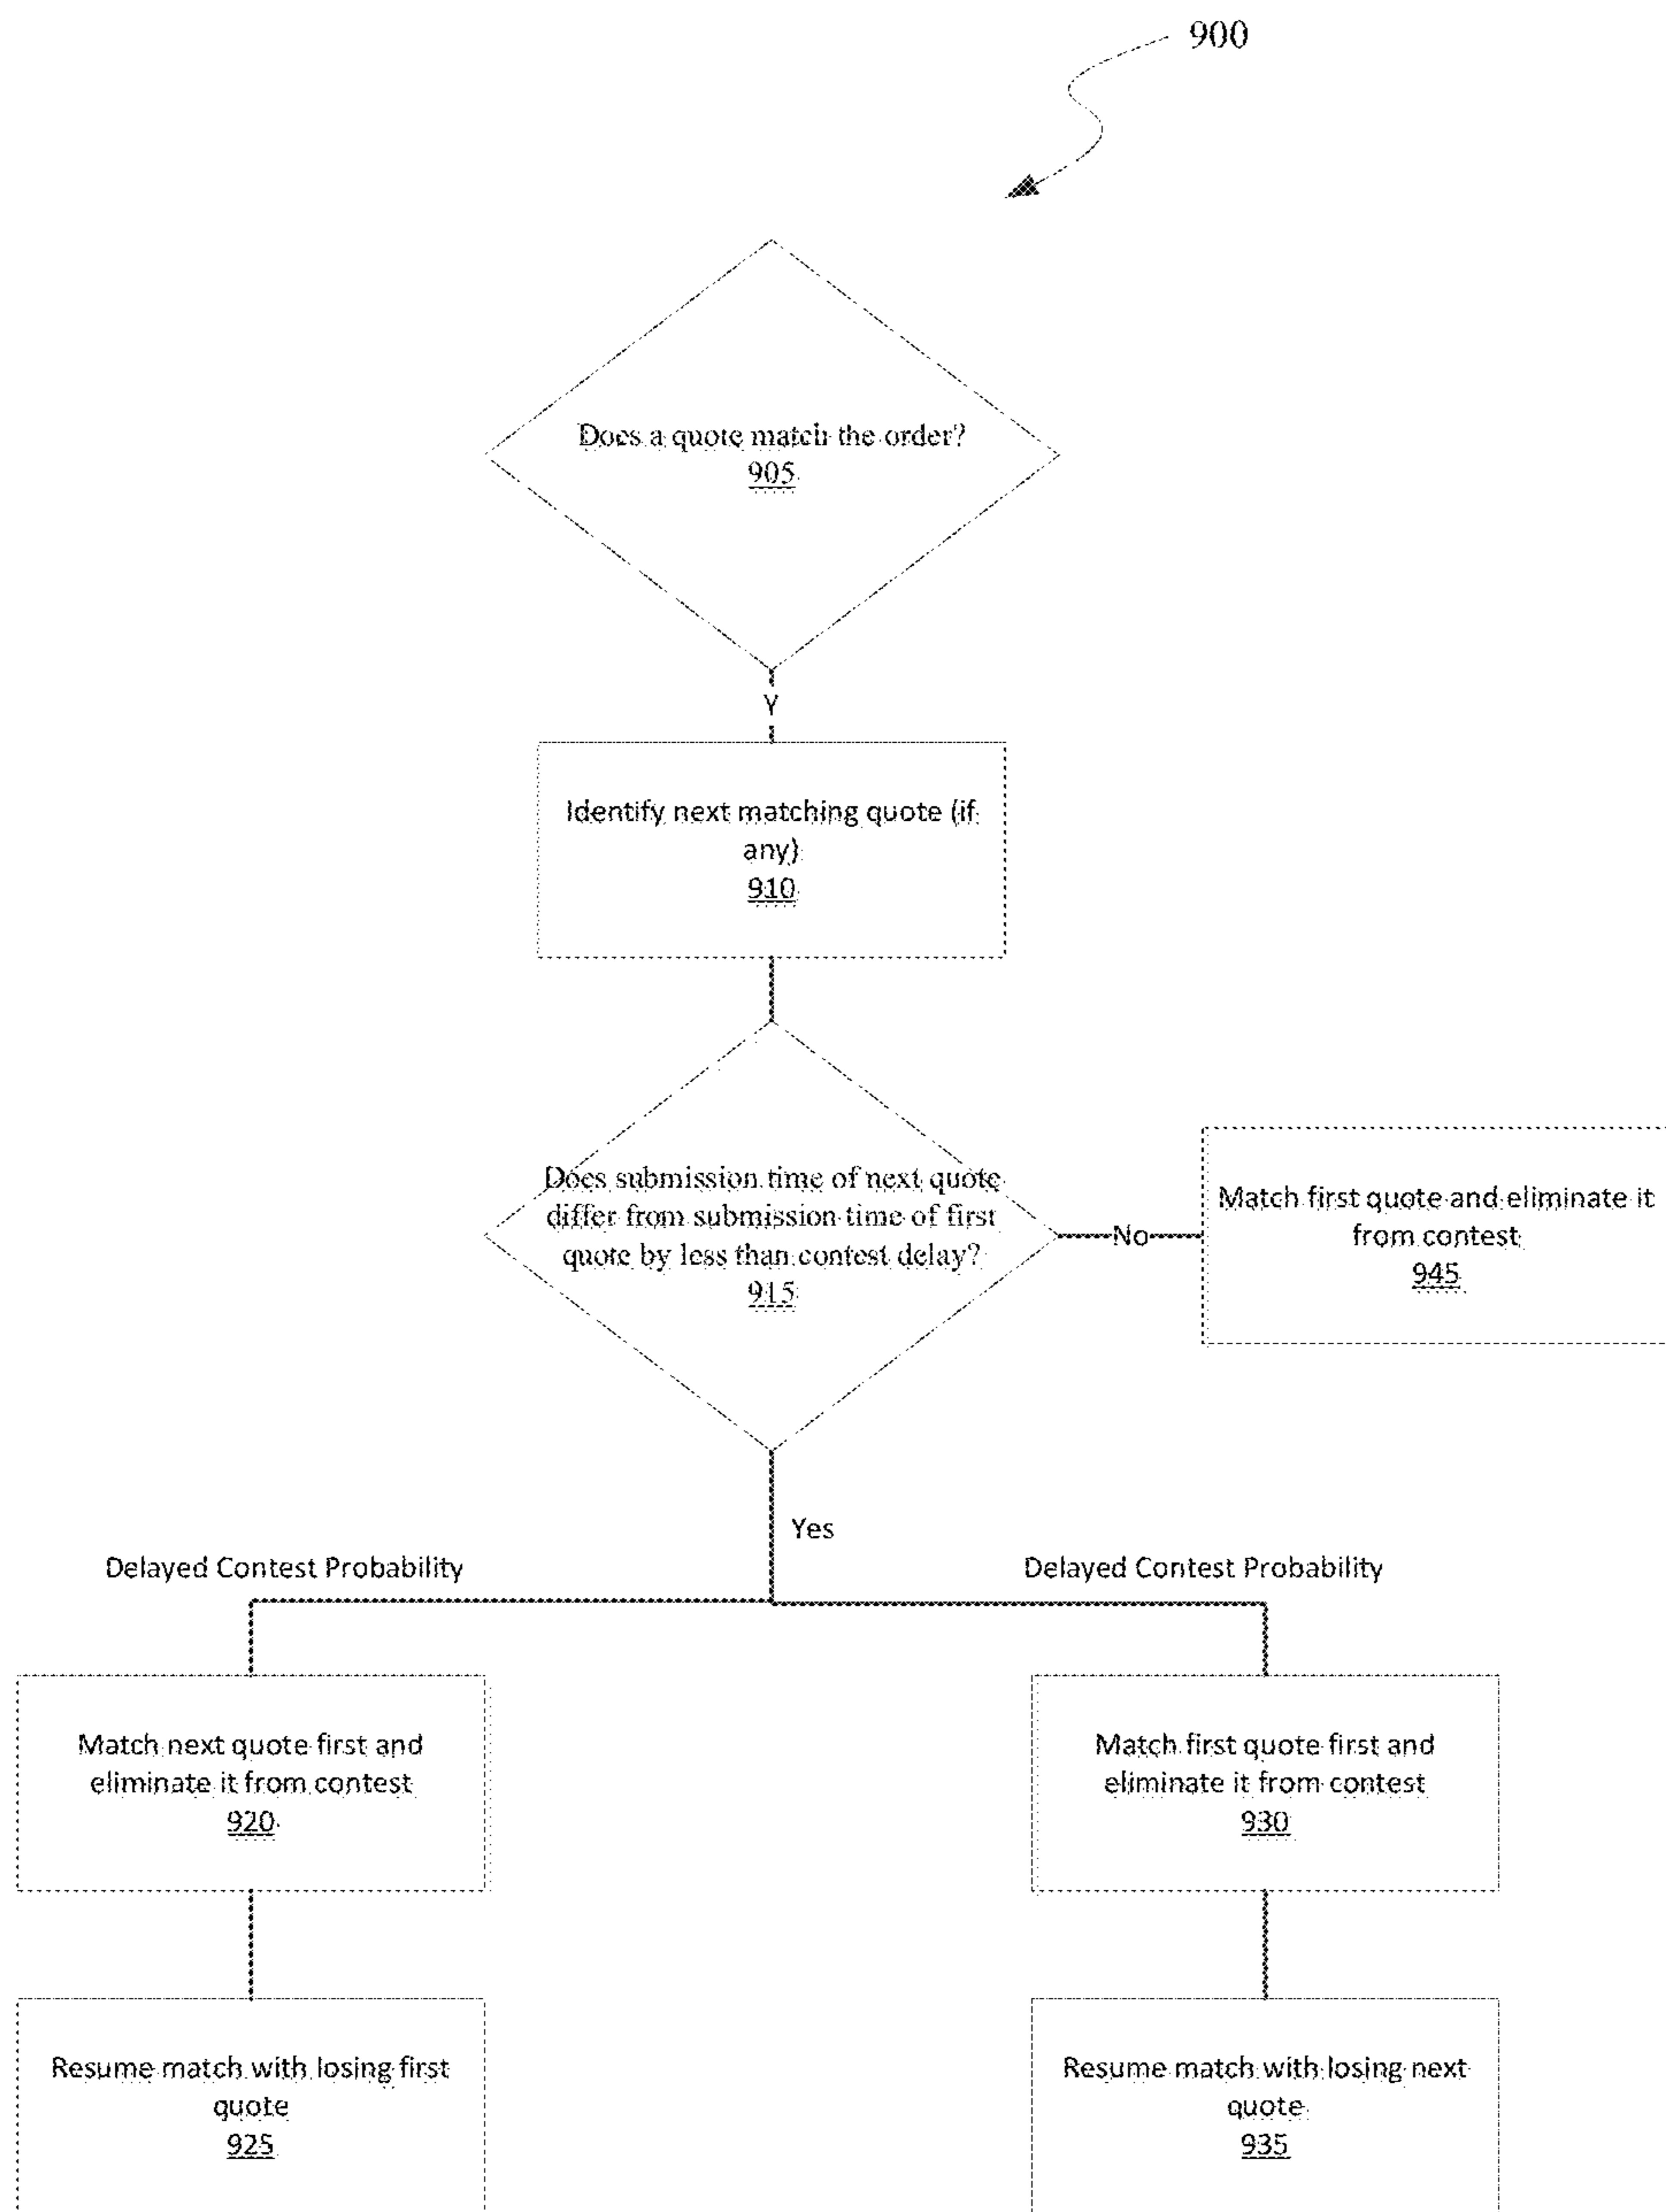 900
Does a quote match the order?
905
Y
Identify next matching quote (if
any)
910
Does submission time of next quote
differ from submission time of first
quote by less than contest delay?
915
No
Match first quote and eliminate it
from contest
945
Yes
Delayed Contest Probability
Delayed Contest Probability
Match next quote first and
eliminate it from contest
920
Match first quote first and
eliminate it from contest
930
Resume match with losing first
quote
925
Resume match with losing next
quote
935